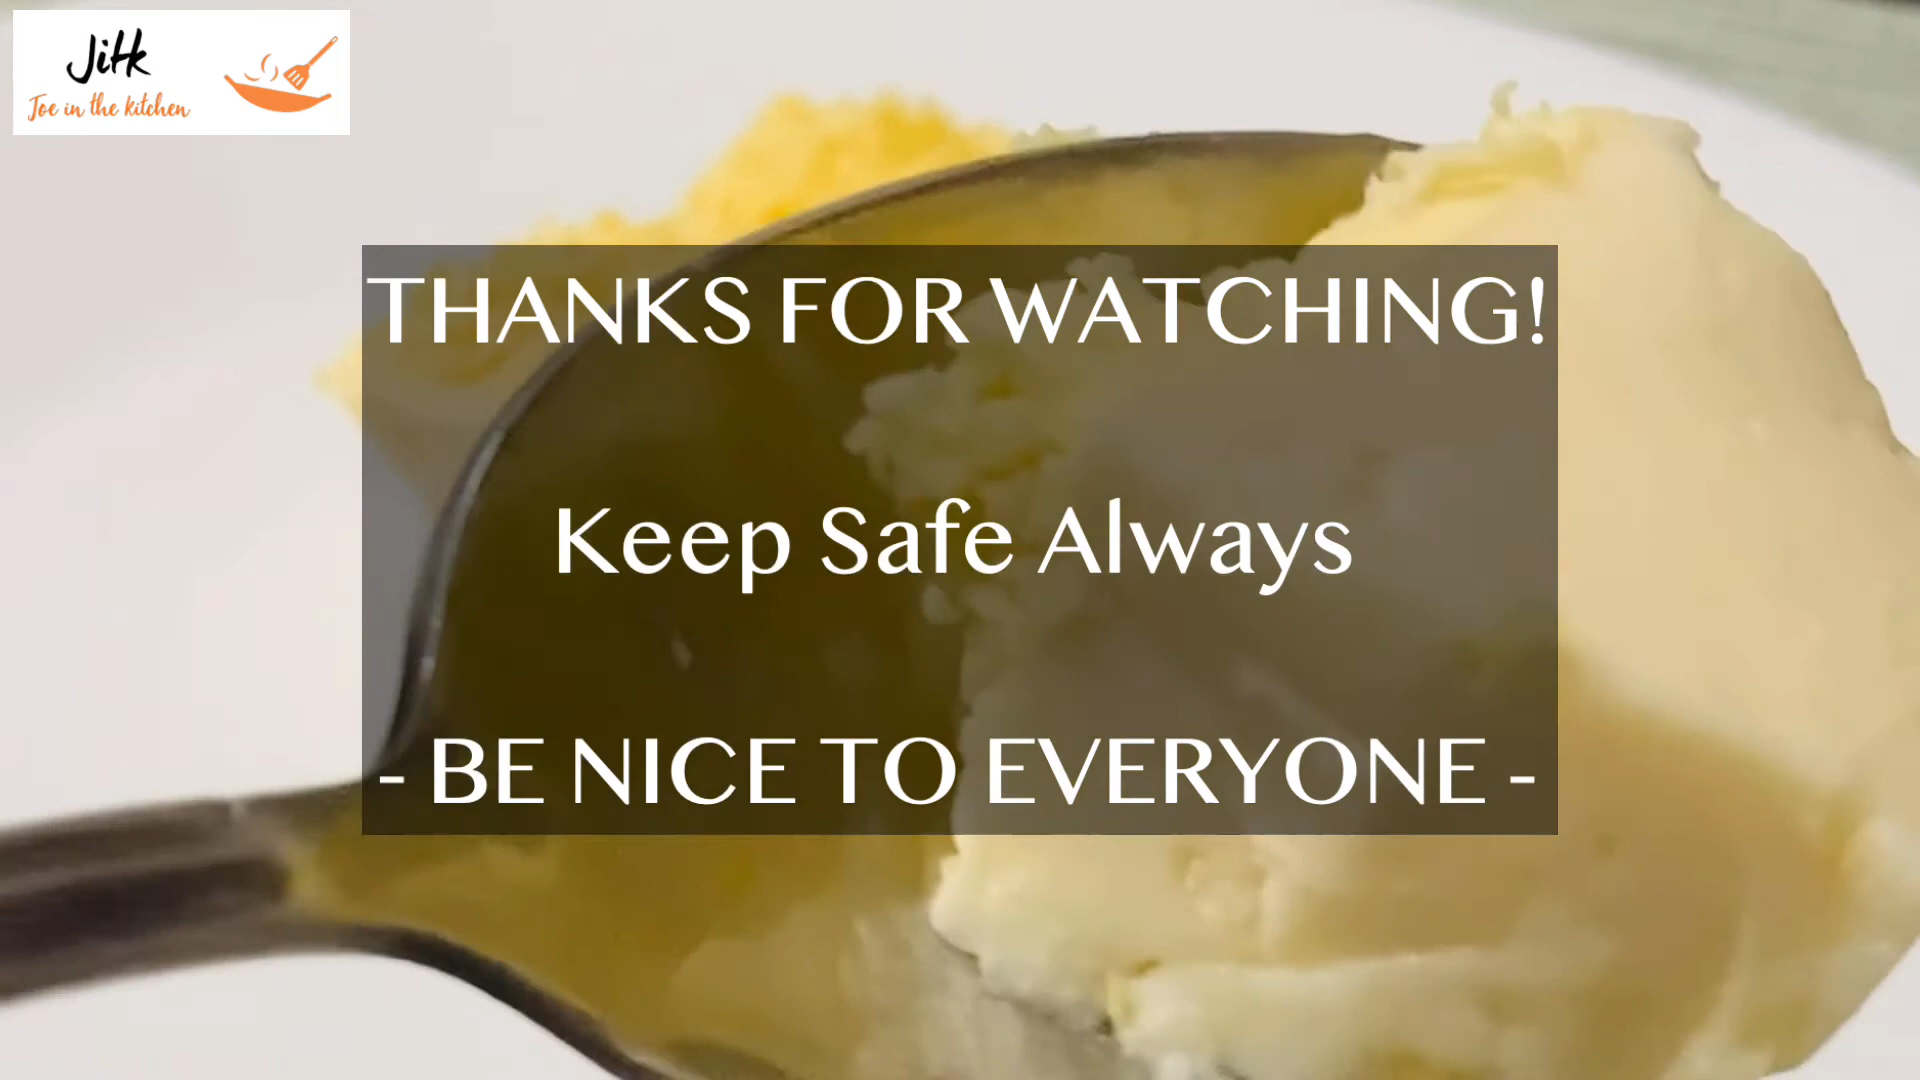 JitK
Joe in the kitchen
THANKS FOR WATCHING!
Keep Safe Always
- BE NICE TO EVERYONE -